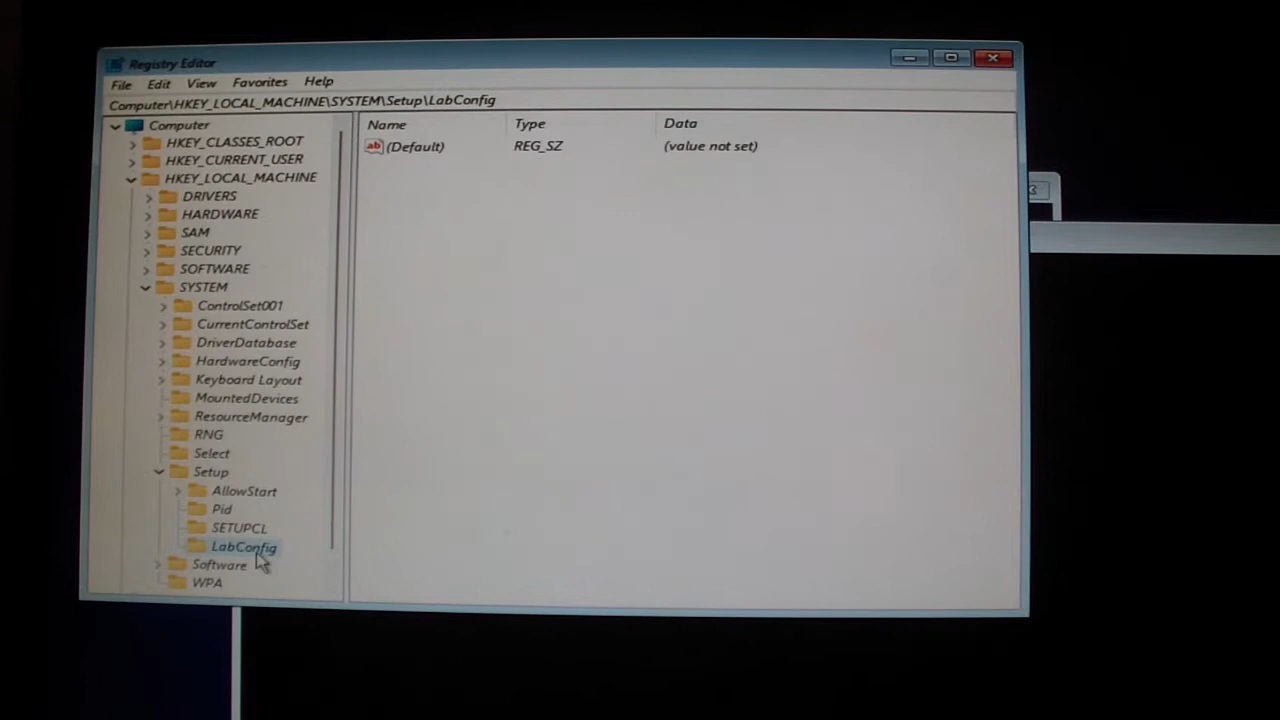 Registry Editor
File Edit View Favorites Help
Computer\HKEY_LOCAL_MACHINE\SYSTEM\Setup\LabConfig
Computer
HKEY_CLASSES_ROOT
HKEY_CURRENT_USER
HKEY_LOCAL_MACHINE
DRIVERS
HARDWARE
SAM
SECURITY
SOFTWARE
SYSTEM
ControlSet001
CurrentControlSet
DriverDatabase
HardwareConfig
Keyboard Layout
MountedDevices
ResourceManager
RNG
Select
Setup
AllowStart
Pid
SETUPCL
LabConfig
Software
WPA
Name Type Data
ab (Default) REG_SZ (value not set)